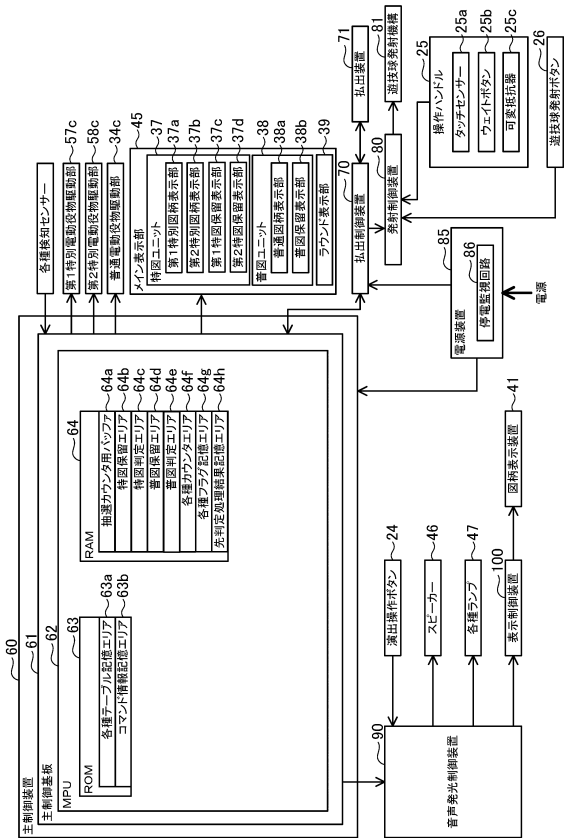 60
主制御装置
61
主制御基板
62
MPU
63
ROM
63a
各種テーブル記憶エリア
63b
コマンド情報記憶エリア
64
RAM
64a
抽選カウンタ用バッファ
64b
特図保留エリア
64c
特図判定エリア
64d
普図保留エリア
64e
普図判定エリア
64f
各種カウンタエリア
64g
各種フラグ記憶エリア
64h
先判定処理結果記憶エリア
各種検知センサー
57c
第1特別電動役物駆動部
58c
第2特別電動役物駆動部
34c
普通電動役物駆動部
45
メイン表示部
37
特図ユニット
37a
第1特別図柄表示部
37b
第2特別図柄表示部
37c
第1特図保留表示部
37d
第2特図保留表示部
38
普図ユニット
38a
普通図柄表示部
38b
普図保留表示部
39
ラウンド表示部
70
払出制御装置
71
払出装置
80
発射制御装置
81
遊技球発射機構
25
操作ハンドル
25a
タッチセンサー
25b
ウェイトボタン
25c
可変抵抗器
26
遊技球発射ボタン
85
電源装置
86
停電監視回路
電源
90
音声発光制御装置
24
演出操作ボタン
46
スピーカー
47
各種ランプ
100
表示制御装置
41
図柄表示装置